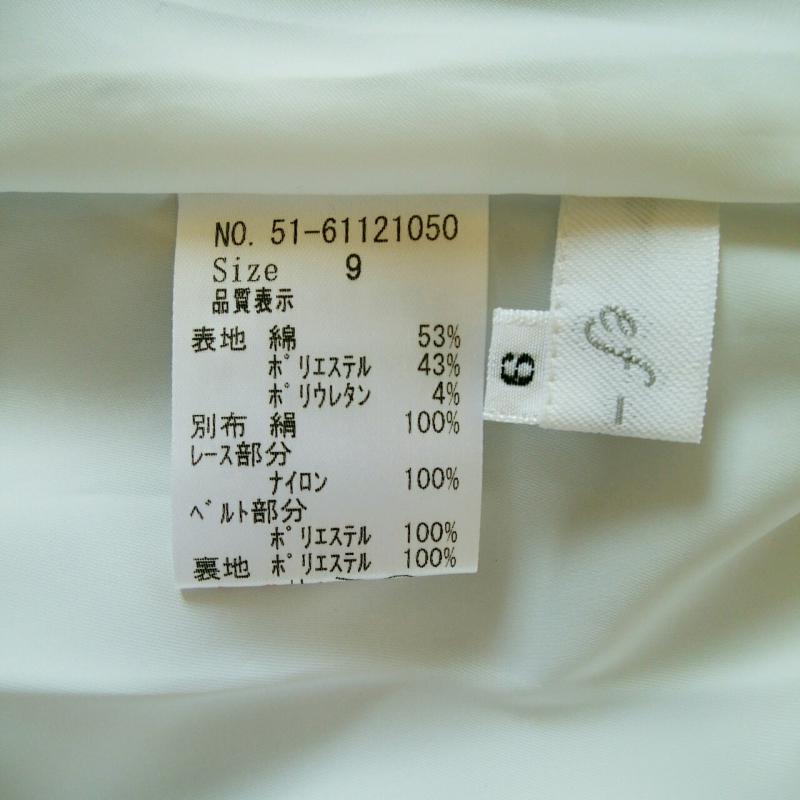 NO. 51-61121050
Size 9
品質表示
表地 綿 53%
ポリエステル 43%
ポリウレタン 4%
別布 絹 100%
レース部分
ナイロン 100%
ベルト部分
ポリエステル 100%
裏地 ポリエステル 100%
9